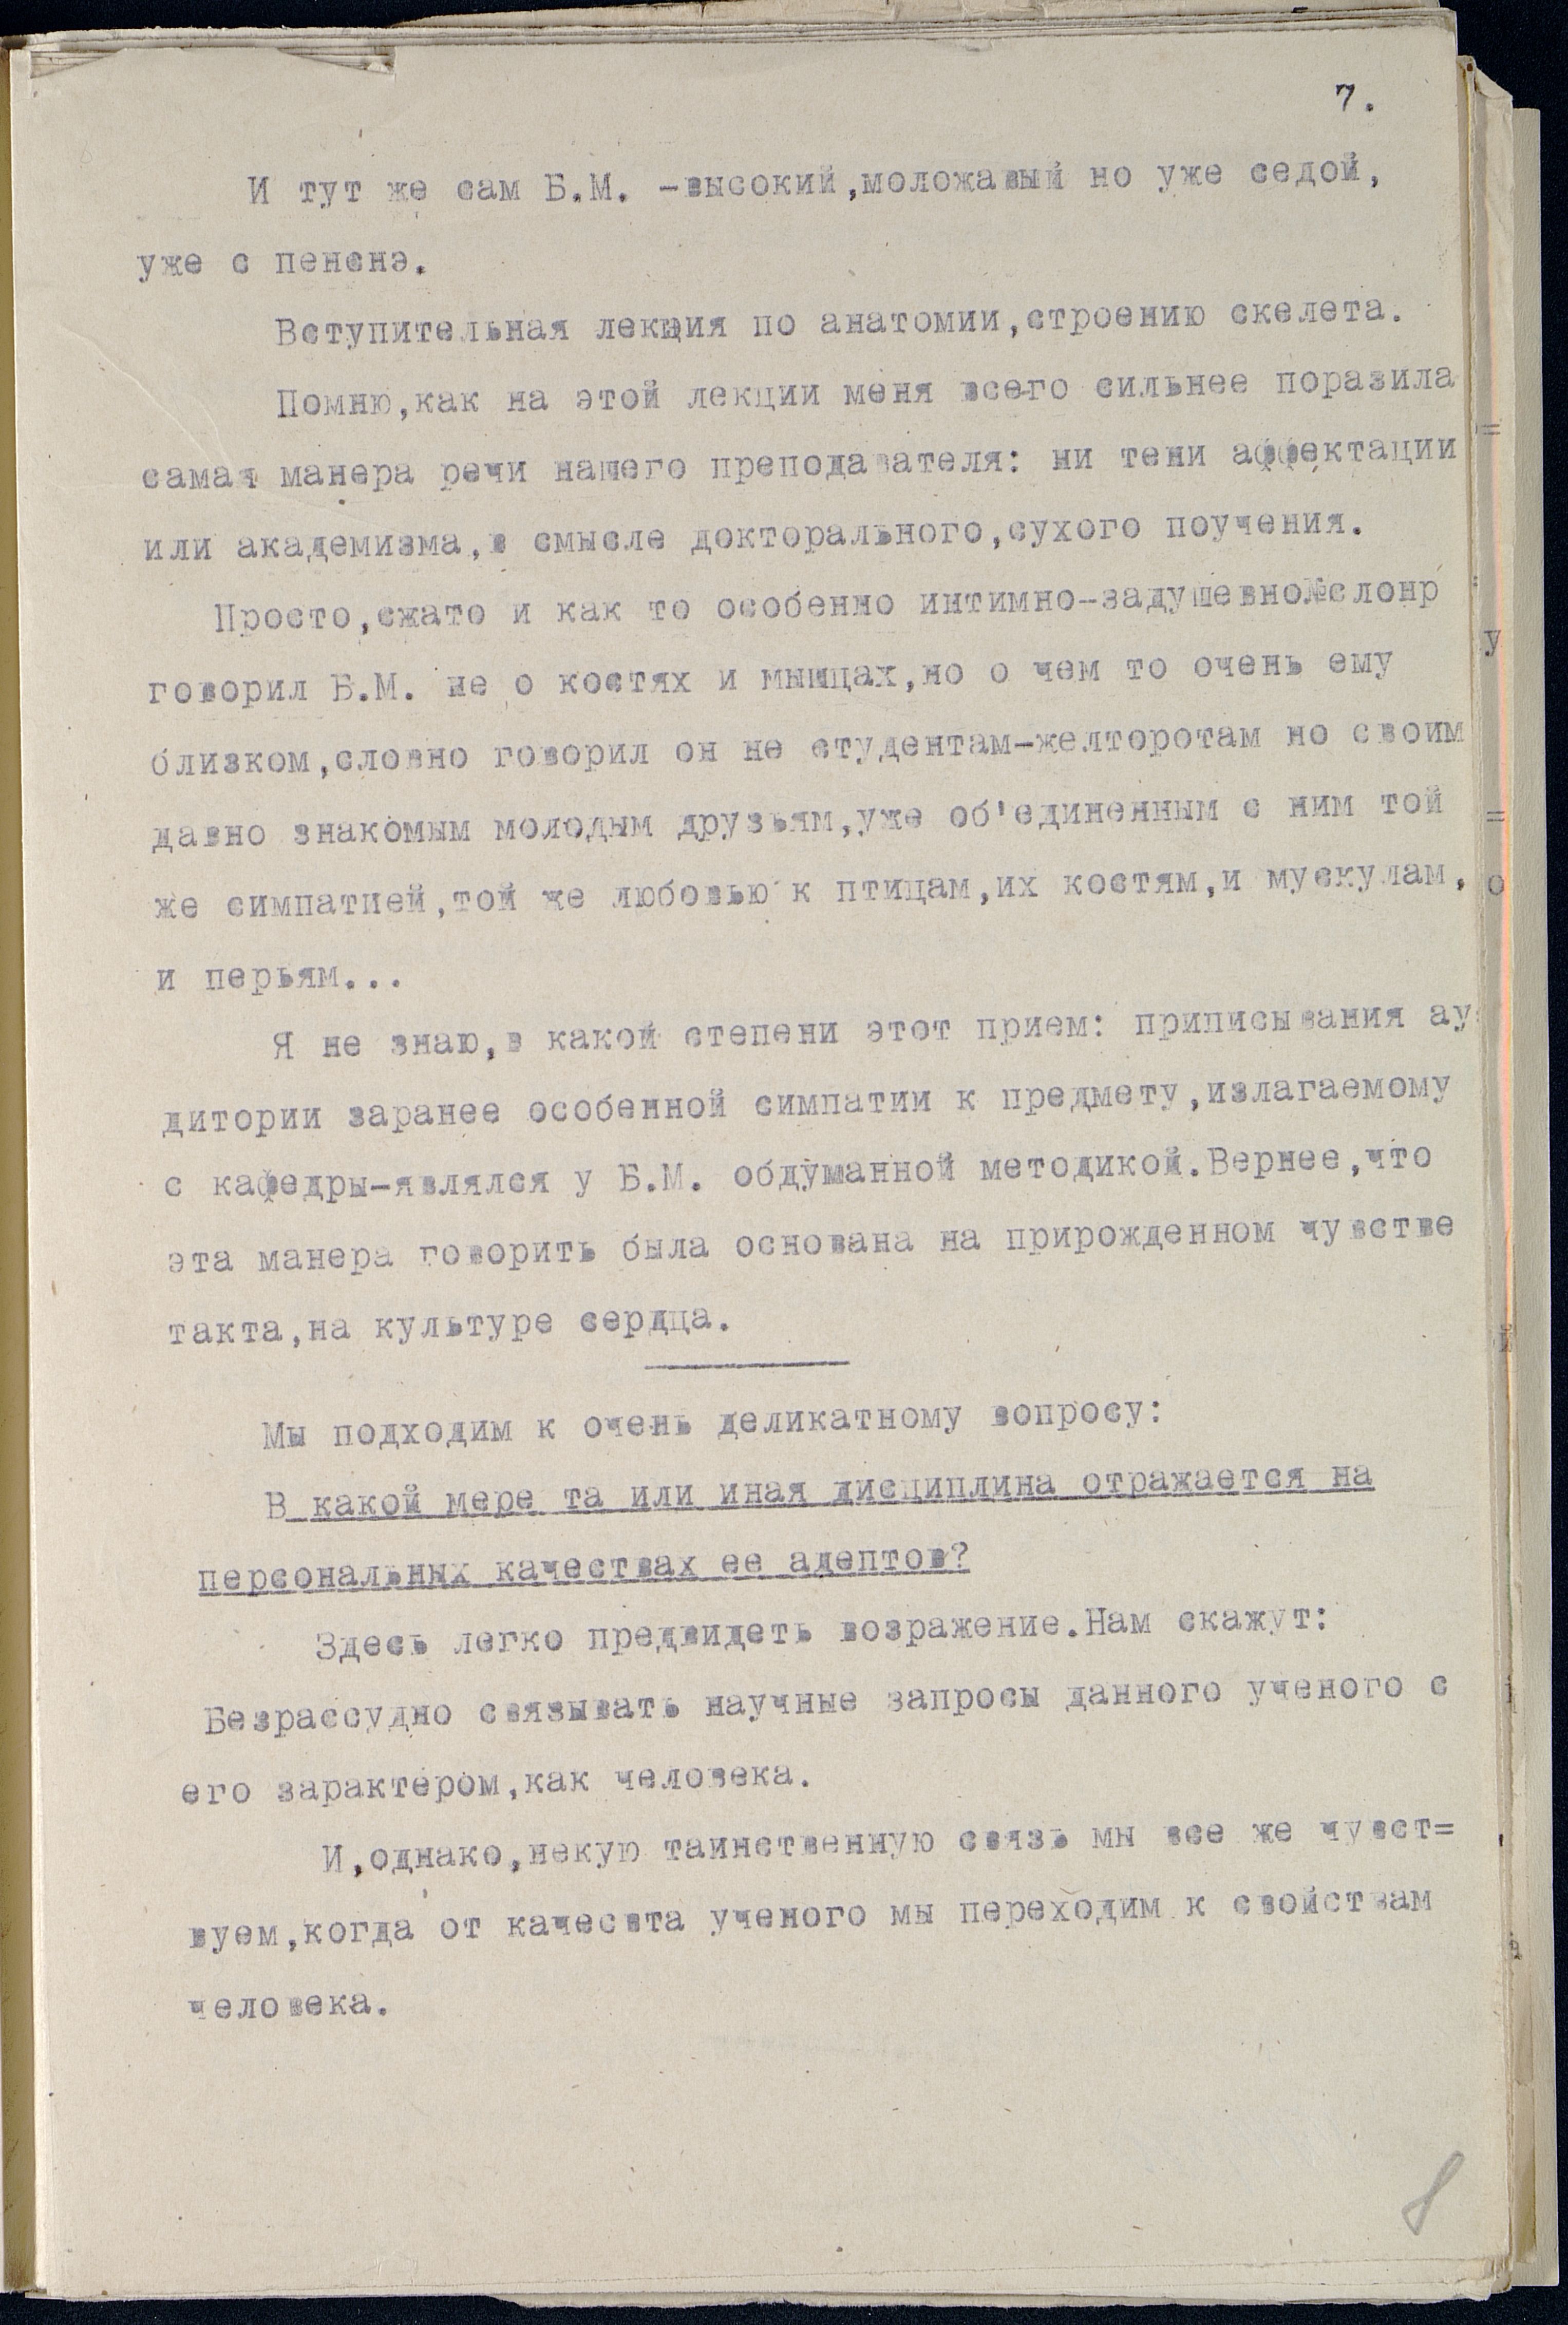 7.
И тут же сам Б.М. -высокий,моложавый но уже седой,
уже с пенснэ.
Вступительная лекция по анатомии,строению скелета.
Помню,как на этой лекции меня всего сильнее поразила
самая манера речи нашего преподавателя: ни тени аффектации
или академизма,в смысле докторального,сухого поучения.
Просто,сжато и как то особенно интимно-задушевно№слонр
говорил Б.М. не о костях и мышцах,но о чем то очень ему
близком,словно говорил он не студентам-желторотам но своим
давно знакомым молодым друзьям,уже об'единенным с ним той
же симпатией,той же любовью к птицам,их костям,и мускулам,
и перьям...
Я не знаю,в какой степени этот прием: приписывания ау
дитории заранее особенной симпатии к предмету,излагаемому
с кафедры-являлся у Б.М. обдуманной методикой.Вернее,что
эта манера говорить была основана на прирожденном чувстве
такта,на культуре сердца.
Мы подходим к очень деликатному вопросу:
В какой мере та или иная дисциплина отражается на
персональных качествах ее адептов?
Здесь легко предвидеть возражение.Нам скажут:
Безрассудно связывать научные запросы данного ученого с
его зарактером,как человека.
И,однако,некую таинственную связь мы все же чувст=
вуем,когда от качесвта ученого мы переходим к свойствам
человека.
8